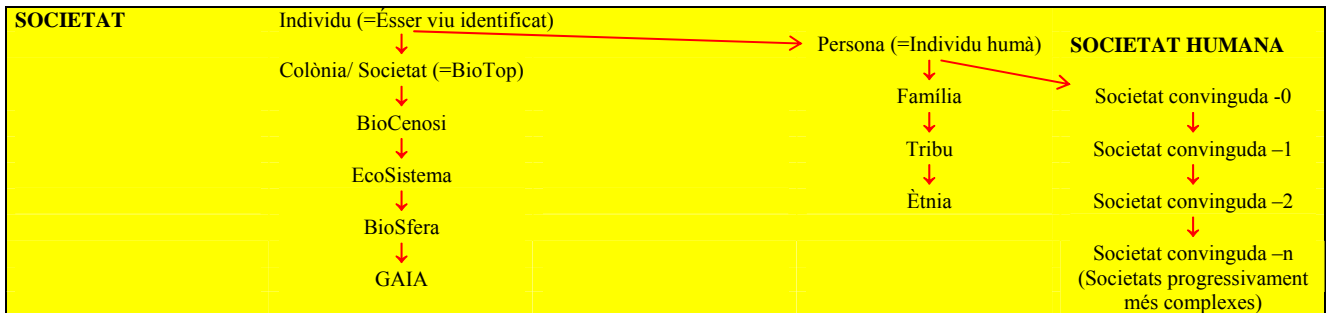 SOCIETAT
Individu (=Ésser viu identificat)
Persona (=Individu humà)
SOCIETAT HUMANA
Colònia/ Societat (=BioTop)
Família
Societat convinguda -0
BioCenosi
Tribu
Societat convinguda –1
EcoSistema
Ètnia
Societat convinguda –2
BioSfera
Societat convinguda –n
GAIA
(Societats progressivament
més complexes)